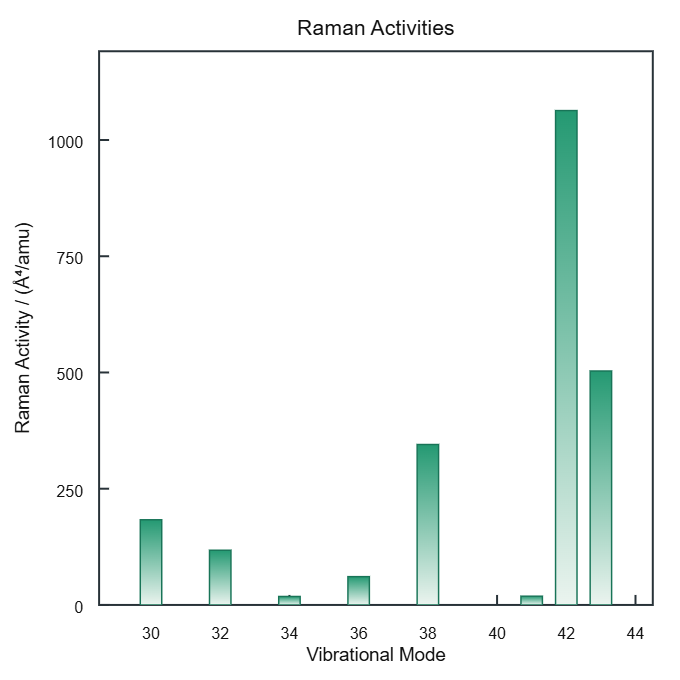 Raman Activities
Raman Activity / (Å⁴/amu)
1000
750
500
250
0
30 32 34 36 38 40 42 44
Vibrational Mode